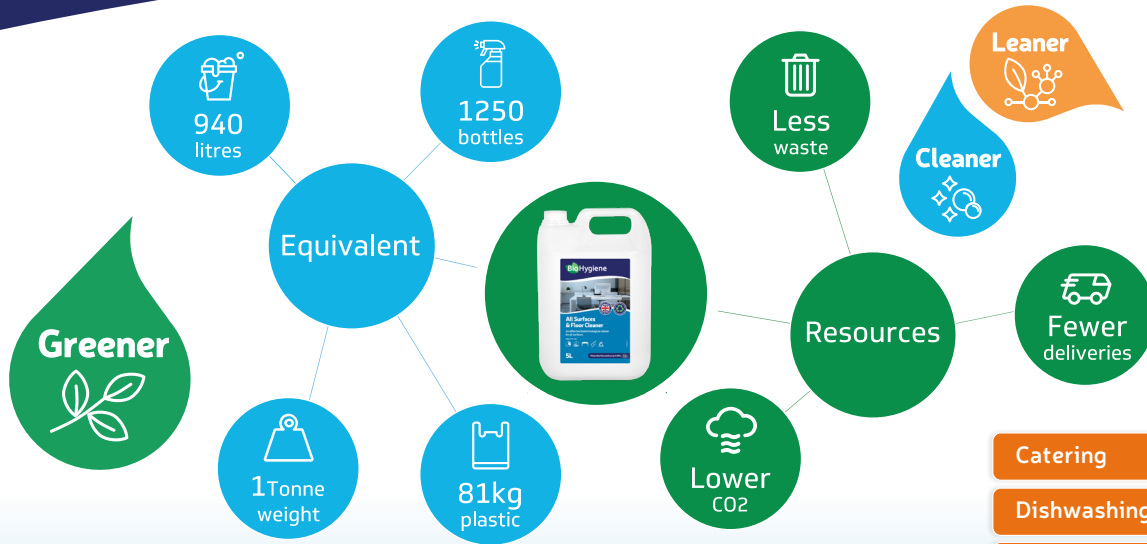 Leaner
940
litres
1250
bottles
Less
waste
Cleaner
Equivalent
BioHygiene
All Surfaces
& Floor Cleaner
5L
Resources
Fewer
deliveries
Greener
1Tonne
weight
81kg
plastic
Lower
CO2
Catering
Dishwashing